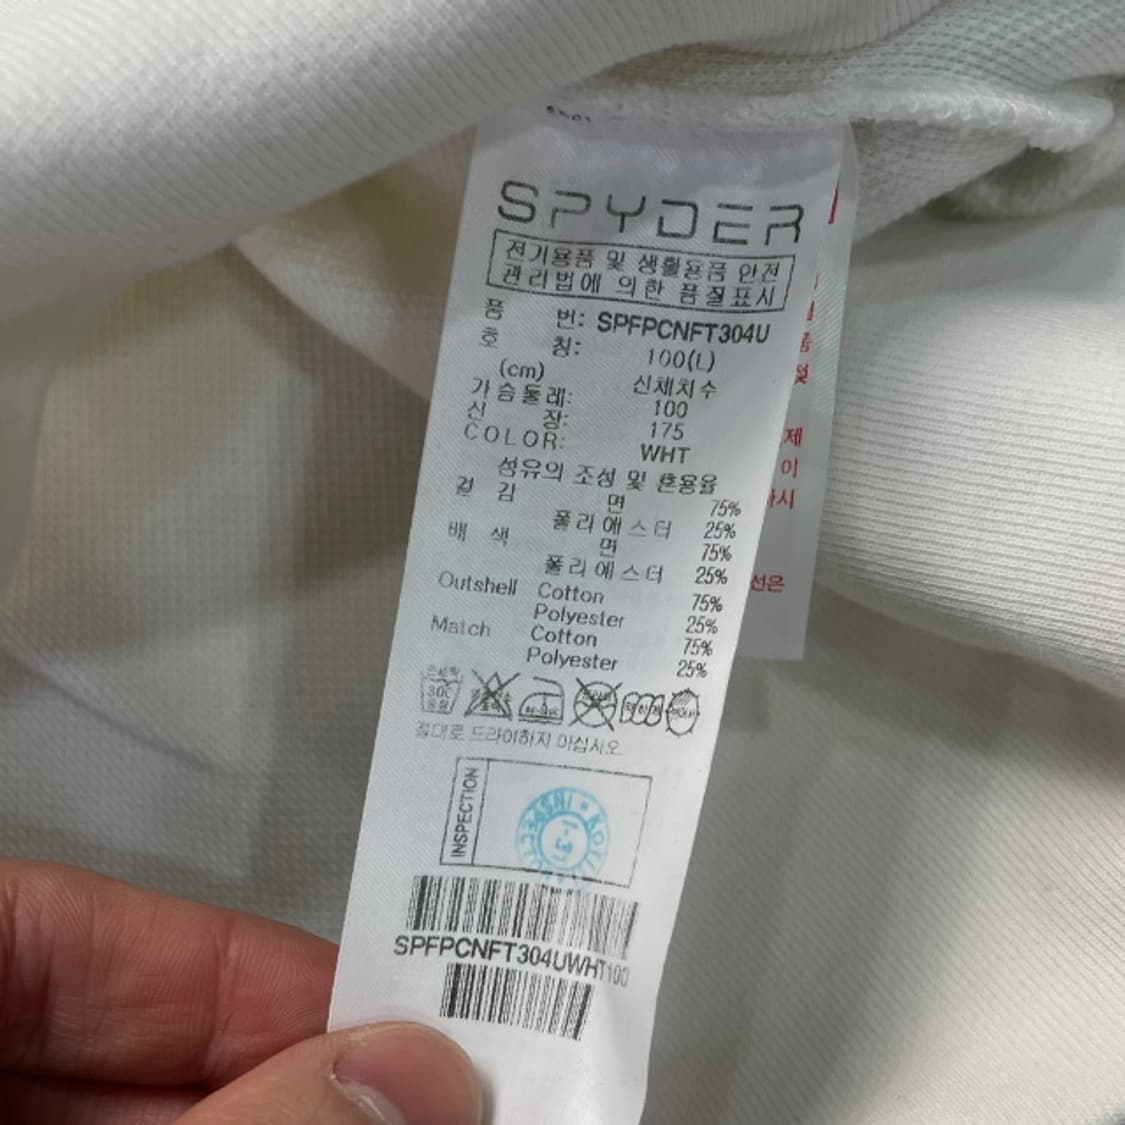 SPYDER
전기용품 및 생활용품 안전
관리법에 의한 품질표시
품 번: SPFPCNFT304U
호 칭: 100(L)
(cm) 신체치수
가슴둘레: 100
신 장: 175
COLOR: WHT
섬유의 조성 및 혼용율
겉 감 면 75%
폴리에스터 25%
배 색 면 75%
폴리에스터 25%
Outshell Cotton 75%
Polyester 25%
Match Cotton 75%
Polyester 25%
30℃
절대로 드라이하지 마십시오
INSPECTION
SPFPCNFT304UWHT100
제
이
선은